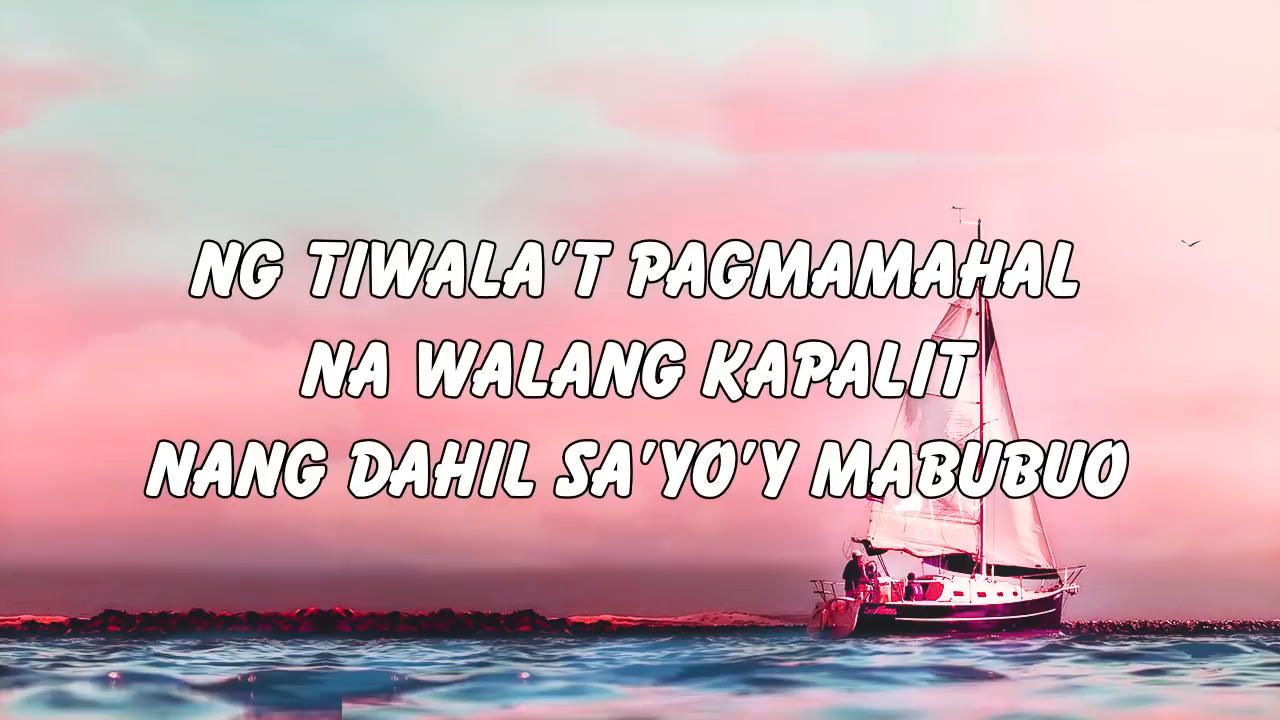 NG TIWALA'T PAGMAMAHAL
NA WALANG KAPALIT
NANG DAHIL SA'YO'Y MABUBUO